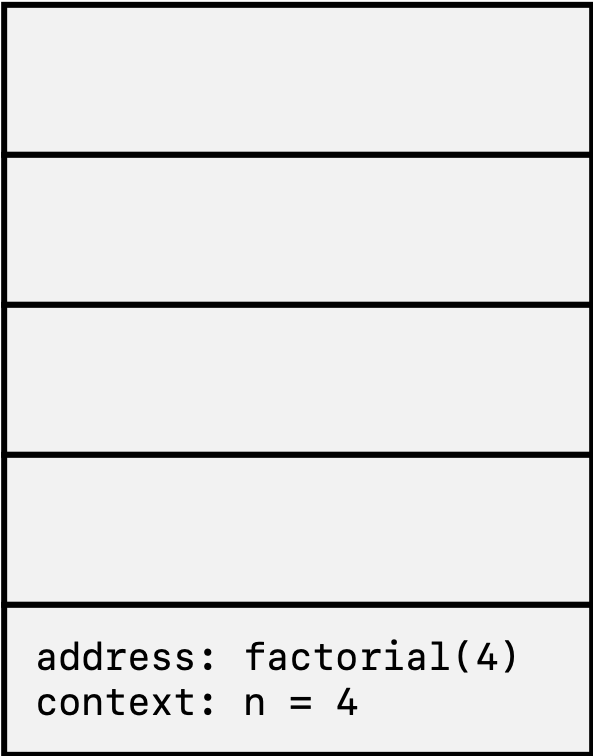 address: factorial(4)
context: n = 4